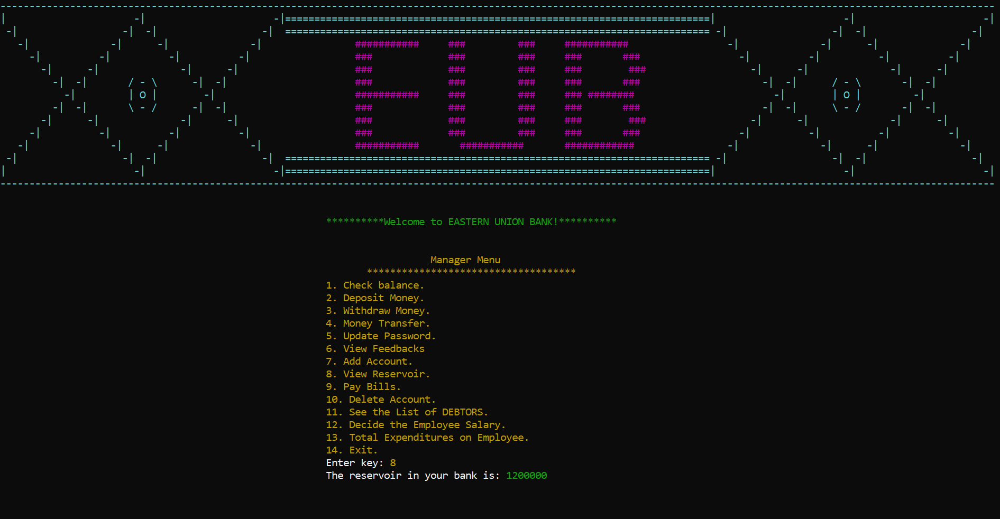 EUB
**********Welcome to EASTERN UNION BANK!**********
Manager Menu
************************************
1. Check balance.
2. Deposit Money.
3. Withdraw Money.
4. Money Transfer.
5. Update Password.
6. View Feedbacks
7. Add Account.
8. View Reservoir.
9. Pay Bills.
10. Delete Account.
11. See the List of DEBTORS.
12. Decide the Employee Salary.
13. Total Expenditures on Employee.
14. Exit.
Enter key: 8
The reservoir in your bank is: 1200000